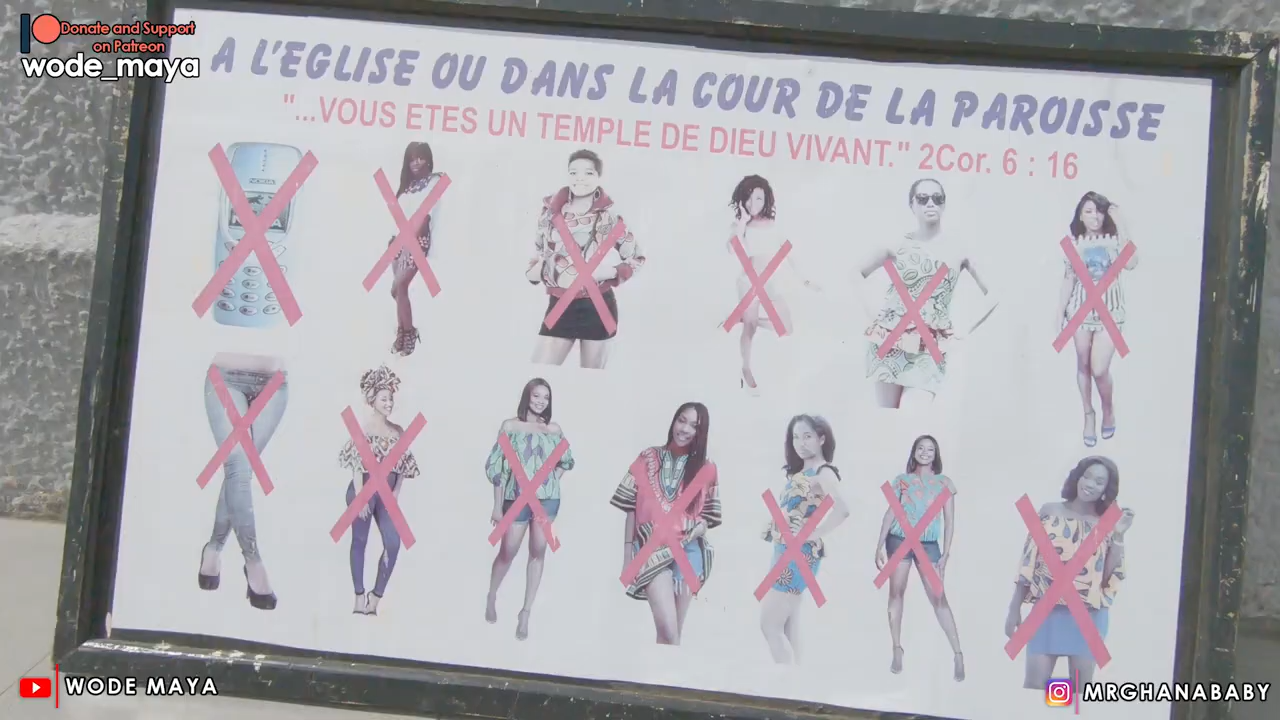 Donate and Support
on Patreon
wode_maya
A L'EGLISE OU DANS LA COUR DE LA PAROISSE
"...VOUS ETES UN TEMPLE DE DIEU VIVANT." 2Cor. 6 : 16
NOKIA
WODE MAYA
MRGHANABABY